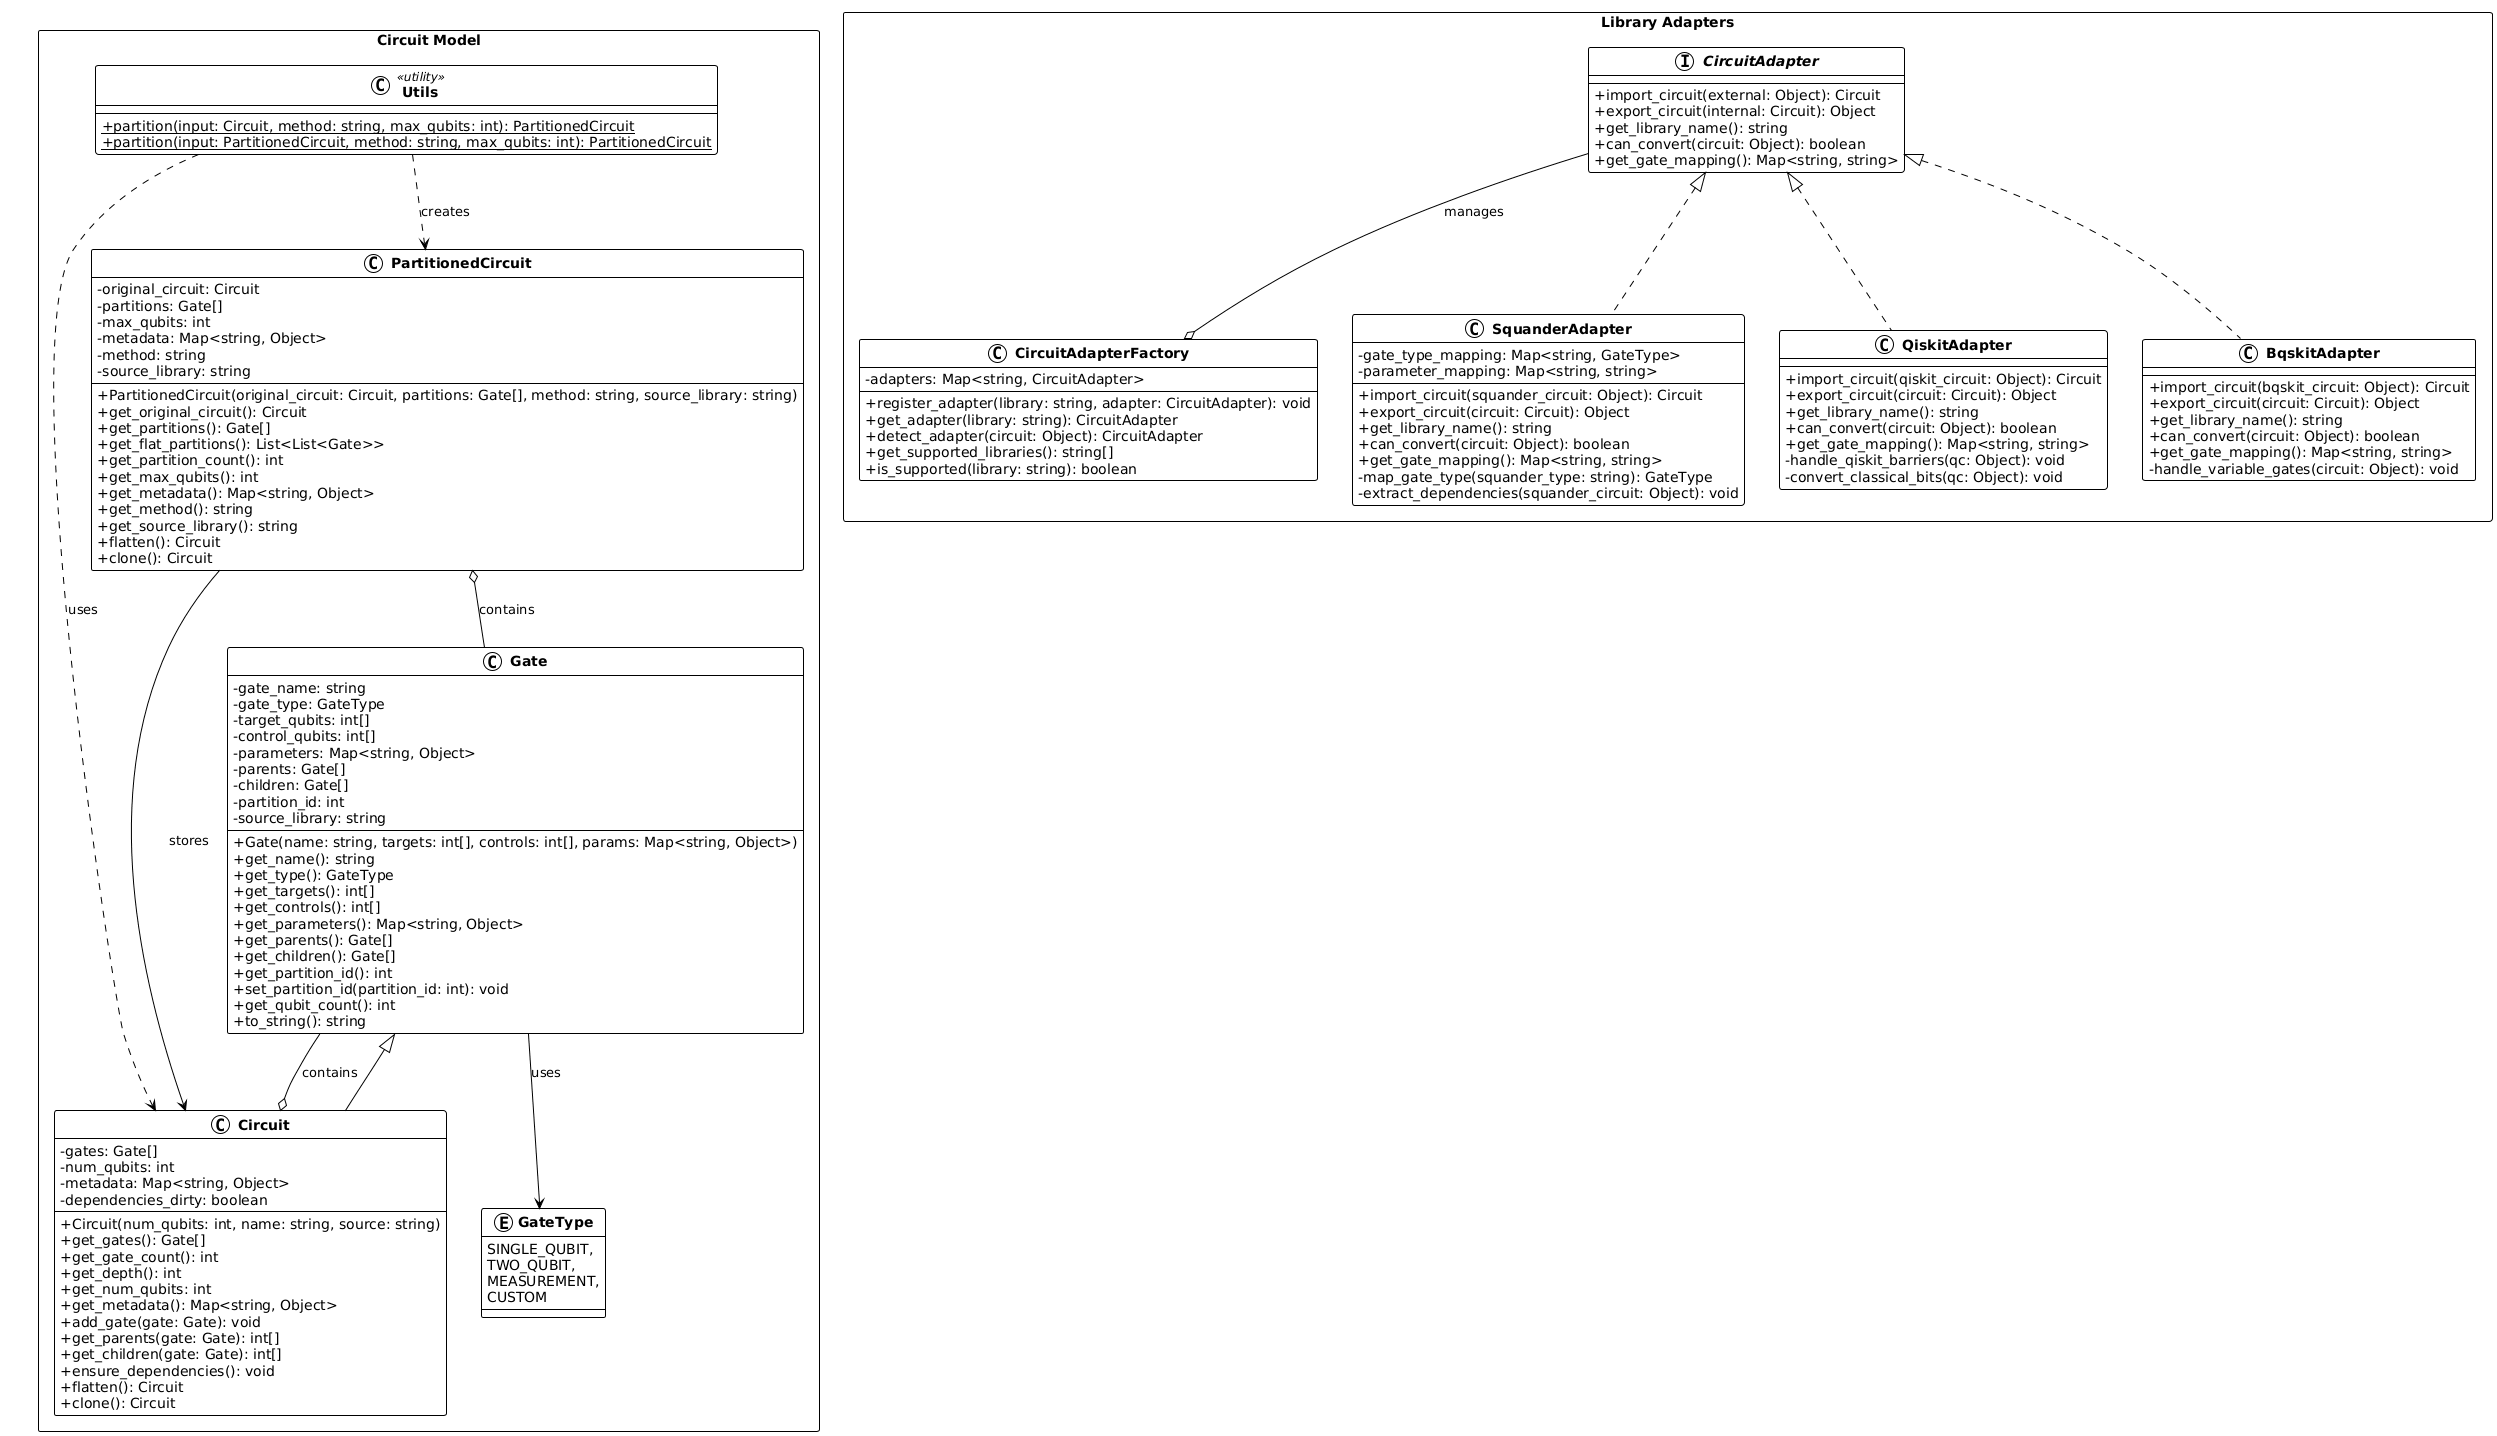 Circuit Model
C
«utility»
Utils
+partition(input: Circuit, method: string, max_qubits: int): PartitionedCircuit
+partition(input: PartitionedCircuit, method: string, max_qubits: int): PartitionedCircuit
creates
C PartitionedCircuit
-original_circuit: Circuit
-partitions: Gate[]
-max_qubits: int
-metadata: Map<string, Object>
-method: string
-source_library: string
+PartitionedCircuit(original_circuit: Circuit, partitions: Gate[], method: string, source_library: string)
+get_original_circuit(): Circuit
+get_partitions(): Gate[]
+get_flat_partitions(): List<List<Gate>>
+get_partition_count(): int
+get_max_qubits(): int
+get_metadata(): Map<string, Object>
+get_method(): string
+get_source_library(): string
+flatten(): Circuit
+clone(): Circuit
uses
contains
C Gate
-gate_name: string
-gate_type: GateType
-target_qubits: int[]
-control_qubits: int[]
-parameters: Map<string, Object>
-parents: Gate[]
-children: Gate[]
-partition_id: int
-source_library: string
+Gate(name: string, targets: int[], controls: int[], params: Map<string, Object>)
+get_name(): string
+get_type(): GateType
+get_targets(): int[]
+get_controls(): int[]
+get_parameters(): Map<string, Object>
+get_parents(): Gate[]
+get_children(): Gate[]
+get_partition_id(): int
+set_partition_id(partition_id: int): void
+get_qubit_count(): int
+to_string(): string
stores
contains
uses
C Circuit
-gates: Gate[]
-num_qubits: int
-metadata: Map<string, Object>
-dependencies_dirty: boolean
+Circuit(num_qubits: int, name: string, source: string)
+get_gates(): Gate[]
+get_gate_count(): int
+get_depth(): int
+get_num_qubits: int
+get_metadata(): Map<string, Object>
+add_gate(gate: Gate): void
+get_parents(gate: Gate): int[]
+get_children(gate: Gate): int[]
+ensure_dependencies(): void
+flatten(): Circuit
+clone(): Circuit
E GateType
SINGLE_QUBIT,
TWO_QUBIT,
MEASUREMENT,
CUSTOM
Library Adapters
I CircuitAdapter
+import_circuit(external: Object): Circuit
+export_circuit(internal: Circuit): Object
+get_library_name(): string
+can_convert(circuit: Object): boolean
+get_gate_mapping(): Map<string, string>
manages
C CircuitAdapterFactory
-adapters: Map<string, CircuitAdapter>
+register_adapter(library: string, adapter: CircuitAdapter): void
+get_adapter(library: string): CircuitAdapter
+detect_adapter(circuit: Object): CircuitAdapter
+get_supported_libraries(): string[]
+is_supported(library: string): boolean
C SquanderAdapter
-gate_type_mapping: Map<string, GateType>
-parameter_mapping: Map<string, string>
+import_circuit(squander_circuit: Object): Circuit
+export_circuit(circuit: Circuit): Object
+get_library_name(): string
+can_convert(circuit: Object): boolean
+get_gate_mapping(): Map<string, string>
-map_gate_type(squander_type: string): GateType
-extract_dependencies(squander_circuit: Object): void
C QiskitAdapter
+import_circuit(qiskit_circuit: Object): Circuit
+export_circuit(circuit: Circuit): Object
+get_library_name(): string
+can_convert(circuit: Object): boolean
+get_gate_mapping(): Map<string, string>
-handle_qiskit_barriers(qc: Object): void
-convert_classical_bits(qc: Object): void
C BqskitAdapter
+import_circuit(bqskit_circuit: Object): Circuit
+export_circuit(circuit: Circuit): Object
+get_library_name(): string
+can_convert(circuit: Object): boolean
+get_gate_mapping(): Map<string, string>
-handle_variable_gates(circuit: Object): void